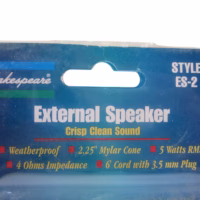 akespeare
STYLE
ES-2
External Speaker
Crisp Clean Sound
• Weatherproof • 2.25" Mylar Cone • 5 Watts RM
• 4 Ohms Impedance • 6' Cord with 3.5 mm Plug